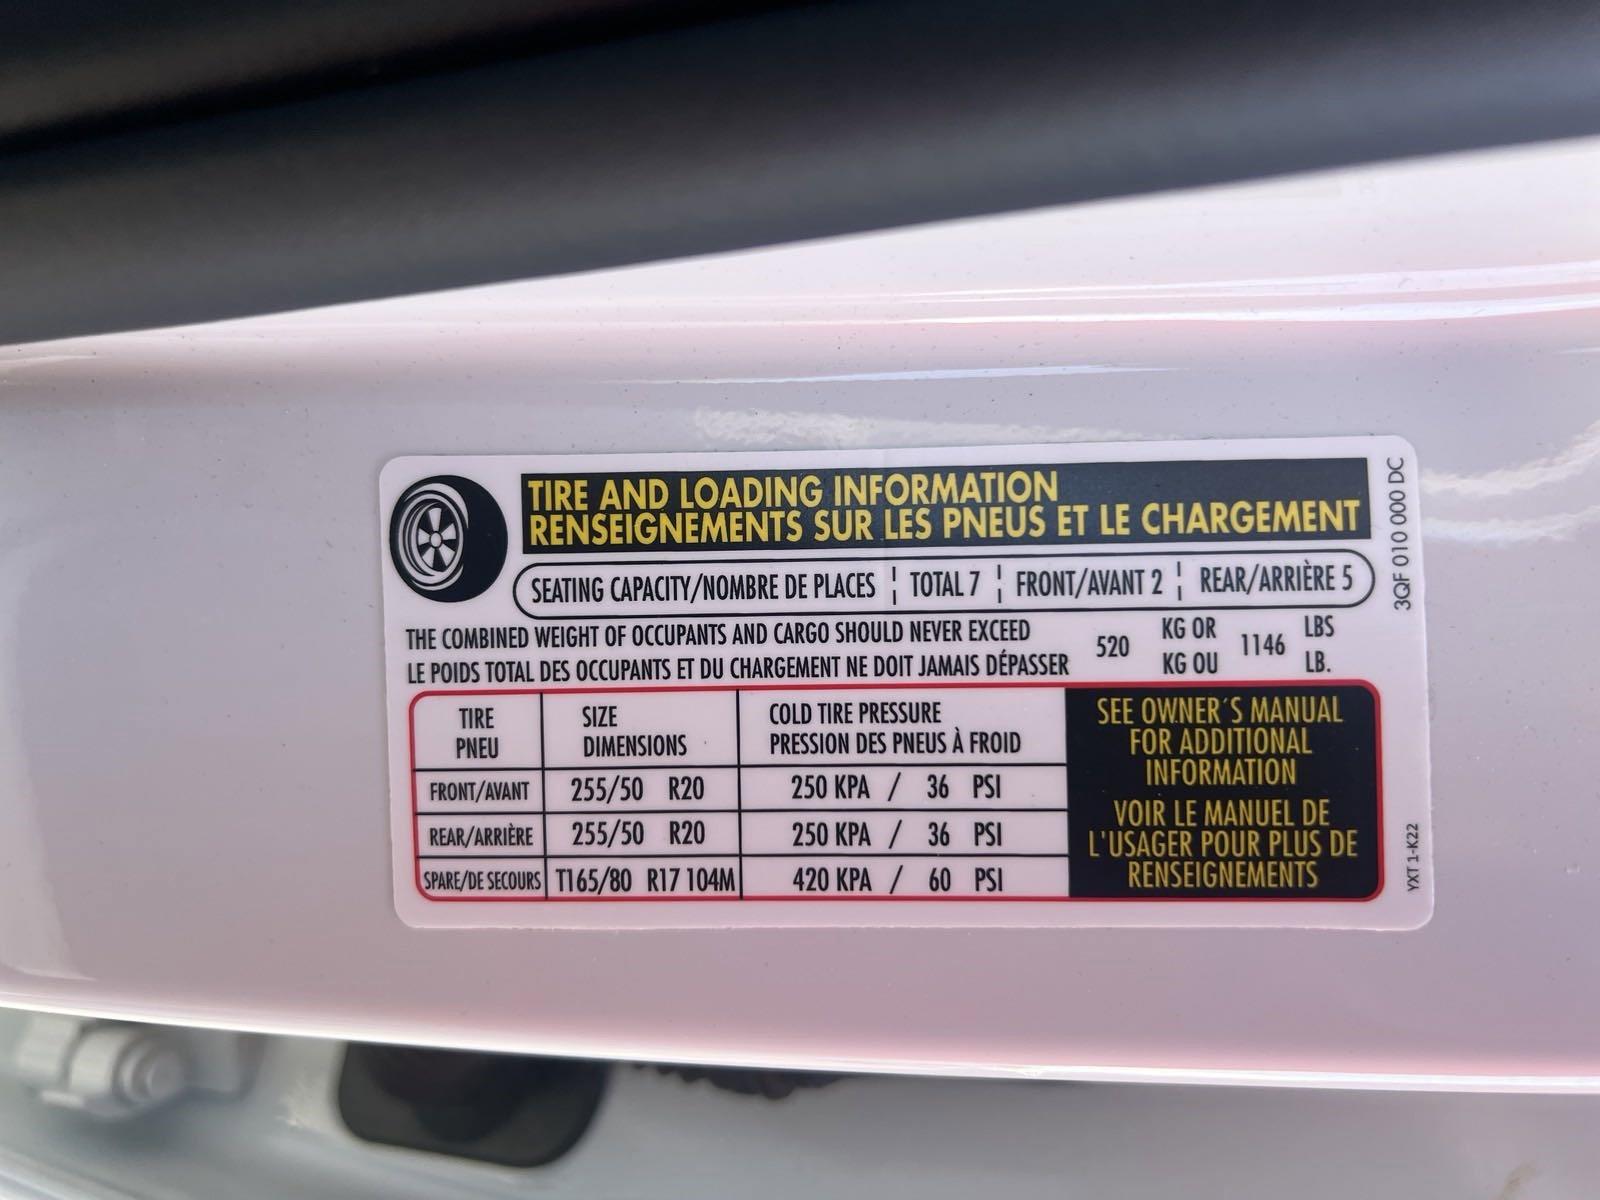 TIRE AND LOADING INFORMATION
RENSEIGNEMENTS SUR LES PNEUS ET LE CHARGEMENT
SEATING CAPACITY/NOMBRE DE PLACES ¦ TOTAL 7 ¦ FRONT/AVANT 2 ¦ REAR/ARRIÈRE 5
THE COMBINED WEIGHT OF OCCUPANTS AND CARGO SHOULD NEVER EXCEED 520 KG OR 1146 LBS
LE POIDS TOTAL DES OCCUPANTS ET DU CHARGEMENT NE DOIT JAMAIS DÉPASSER KG OU LB.
TIRE SIZE COLD TIRE PRESSURE
PNEU DIMENSIONS PRESSION DES PNEUS À FROID
FRONT/AVANT 255/50 R20 250 KPA / 36 PSI
REAR/ARRIÈRE 255/50 R20 250 KPA / 36 PSI
SPARE/DE SECOURS T165/80 R17 104M 420 KPA / 60 PSI
SEE OWNER´S MANUAL
FOR ADDITIONAL
INFORMATION
VOIR LE MANUEL DE
L'USAGER POUR PLUS DE
RENSEIGNEMENTS
3QF 010 000 DC
YXT 1-K22